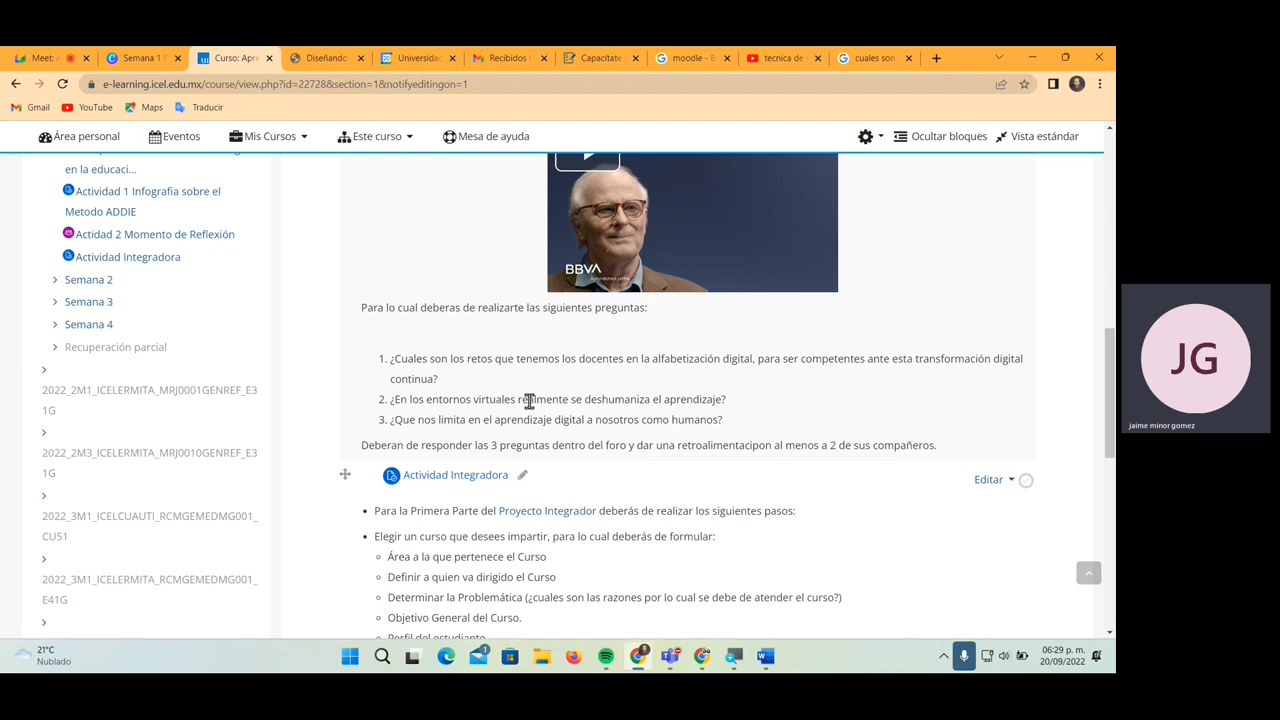 Meet:
Semana 1
Curso: Apre
Diseñando
Universidad
Recibidos
Capacítate
moodle - B
tecnica de
cuales son
e-learning.icel.edu.mx/course/view.php?id=22728&section=1&notifyeditingon=1
Gmail
YouTube
Maps
Traducir
Área personal
Eventos
Mis Cursos
Este curso
Mesa de ayuda
Ocultar bloques
Vista estándar
en la educaci...
Actividad 1 Infografia sobre el
Metodo ADDIE
Actidad 2 Momento de Reflexión
Actividad Integradora
Semana 2
Semana 3
Semana 4
Recuperación parcial
2022_2M1_ICELERMITA_MRJ0001GENREF_E3
1G
2022_2M3_ICELERMITA_MRJ0010GENREF_E3
1G
2022_3M1_ICELCUAUTI_RCMGEMEDMG001_
CU51
2022_3M1_ICELERMITA_RCMGEMEDMG001_
E41G
BBVA
Aprendemos juntos
Para lo cual deberas de realizarte las siguientes preguntas:
1. ¿Cuales son los retos que tenemos los docentes en la alfabetización digital, para ser competentes ante esta transformación digital
continua?
2. ¿En los entornos virtuales realmente se deshumaniza el aprendizaje?
3. ¿Que nos limita en el aprendizaje digital a nosotros como humanos?
Deberan de responder las 3 preguntas dentro del foro y dar una retroalimentacipon al menos a 2 de sus compañeros.
Actividad Integradora
Editar
Para la Primera Parte del Proyecto Integrador deberás de realizar los siguientes pasos:
Elegir un curso que desees impartir, para lo cual deberás de formular:
Área a la que pertenece el Curso
Definir a quien va dirigido el Curso
Determinar la Problemática (¿cuales son las razones por lo cual se debe de atender el curso?)
Objetivo General del Curso.
Perfil del estudiante
JG
jaime minor gomez
21°C
Nublado
06:29 p. m.
20/09/2022